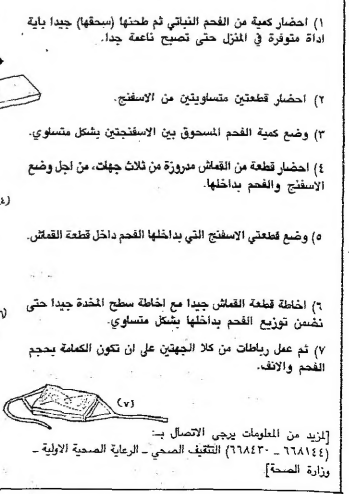 ١) احضار كمية من الفحم النباتي ثم طحنها (سحقها) جيدا باية
اداة متوفرة في المنزل حتى تصبح ناعمة جدا.
٢) احضار قطعتين متساويتين من الاسفنج.
٣) وضع كمية الفحم المسحوق بين الاسفنجتين بشكل متساوي.
٤) احضار قطعة من القماش مدروزة من ثلاث جهات، من أجل وضع
الاسفنج والفحم بداخلها.
٥) وضع قطعتي الاسفنج التي بداخلها الفحم داخل قطعة القماش.
٦) اخاطة قطعة القماش جيدا مع اخاطة سطح المخدة جيدا حتى
نضمن توزيع الفحم بداخلها بشكل متساوي.
٧) ثم عمل رباطات من كلا الجهتين على ان تكون الكمامة بحجم
الفحم والانف.
(٧)
[لمزيد من المعلومات يرجى الاتصال بـ:
(٦٦٨١٤٤ - ٦٦٨٤٣٠) التثقيف الصحي - الرعاية الصحية الاولية -
وزارة الصحة]